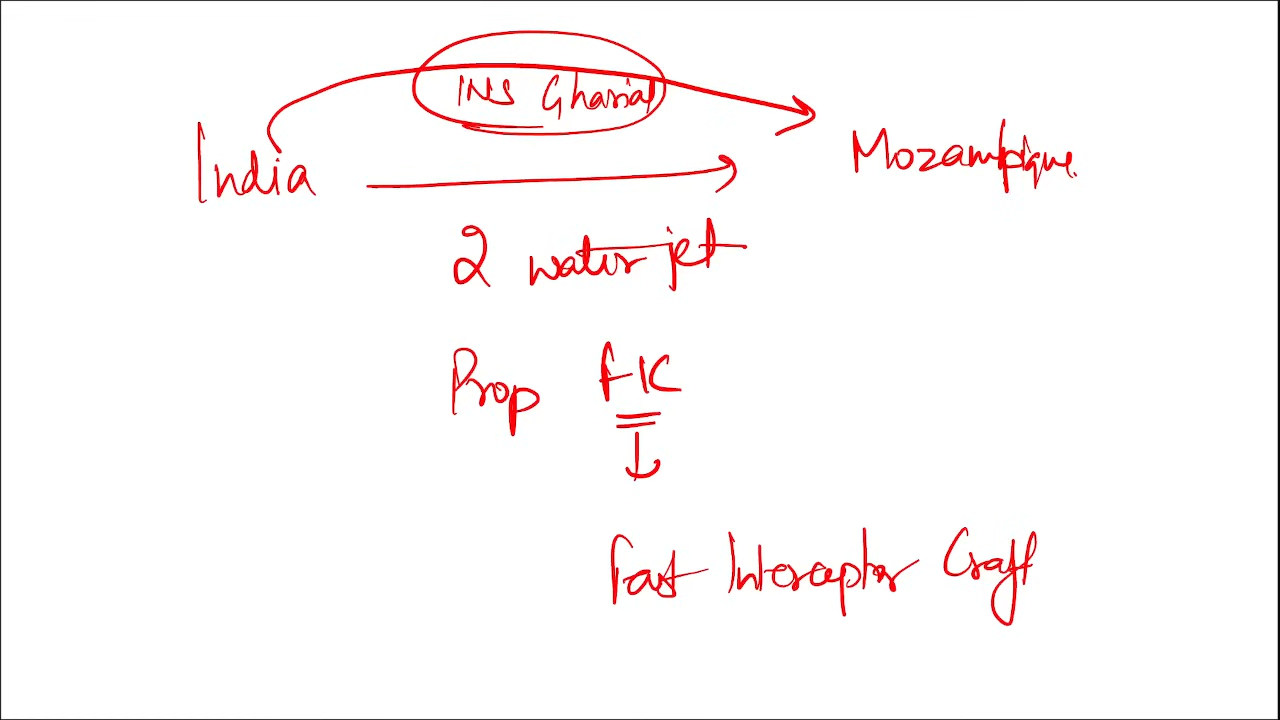 INS Gharial
India Mozambique.
2 water jet
Prop FIC
Fast Interceptor Craft